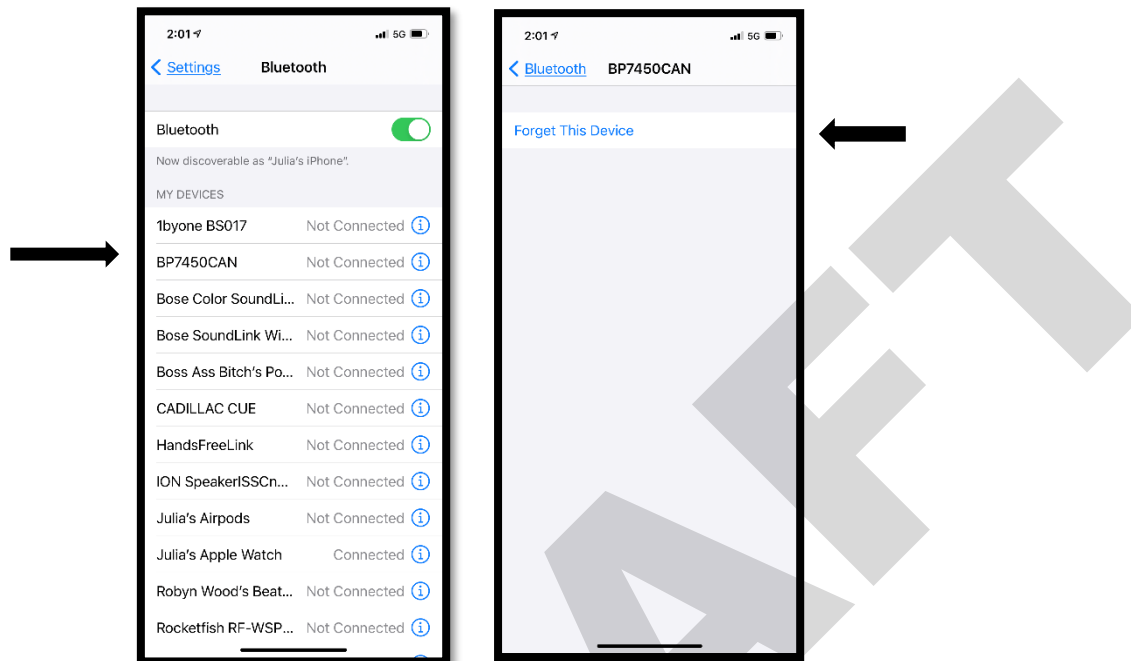 2:01
5G
Settings
Bluetooth
Bluetooth
Now discoverable as “Julia’s iPhone”.
MY DEVICES
1byone BS017 Not Connected
BP7450CAN Not Connected
Bose Color SoundLi... Not Connected
Bose SoundLink Wi... Not Connected
Boss Ass Bitch’s Po... Not Connected
CADILLAC CUE Not Connected
HandsFreeLink Not Connected
ION SpeakerISSCn... Not Connected
Julia’s Airpods Not Connected
Julia’s Apple Watch Connected
Robyn Wood’s Beat... Not Connected
Rocketfish RF-WSP... Not Connected
2:01
5G
Bluetooth
BP7450CAN
Forget This Device
AFT